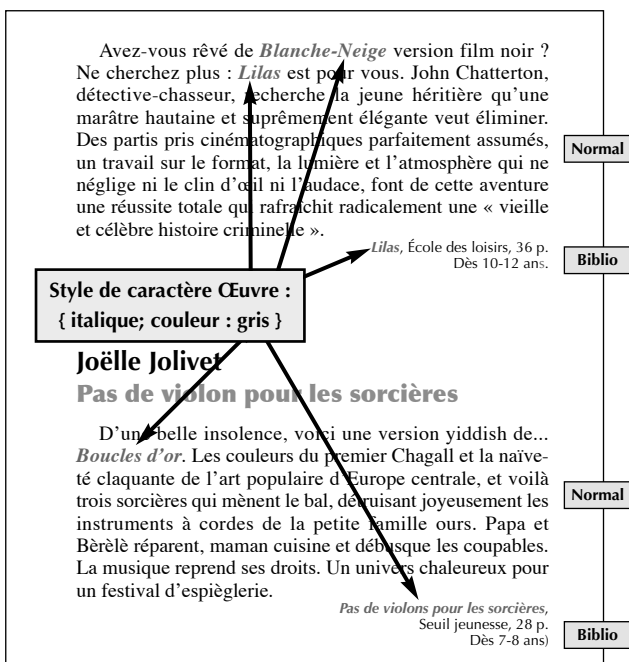 Avez-vous rêvé de Blanche-Neige version film noir ?
Ne cherchez plus : Lilas est pour vous. John Chatterton,
détective-chasseur, recherche la jeune héritière qu'une
marâtre hautaine et suprêmement élégante veut éliminer.
Des partis pris cinématographiques parfaitement assumés,
Normal
un travail sur le format, la lumière et l'atmosphère qui ne
néglige ni le clin d'œil ni l'audace, font de cette aventure
une réussite totale qui rafraîchit radicalement une « vieille
et célèbre histoire criminelle ».
Lilas, École des loisirs, 36 p.
Dès 10-12 ans.
Biblio
Style de caractère Œuvre :
{ italique; couleur : gris }
Joëlle Jolivet
Pas de violon pour les sorcières
D'une belle insolence, voici une version yiddish de...
Boucles d'or. Les couleurs du premier Chagall et la naïve-
té claquante de l'art populaire d'Europe centrale, et voilà
trois sorcières qui mènent le bal, détruisant joyeusement les
Normal
instruments à cordes de la petite famille ours. Papa et
Bèrèlè réparent, maman cuisine et débusque les coupables.
La musique reprend ses droits. Un univers chaleureux pour
un festival d'espièglerie.
Pas de violons pour les sorcières,
Seuil jeunesse, 28 p.
Dès 7-8 ans)
Biblio